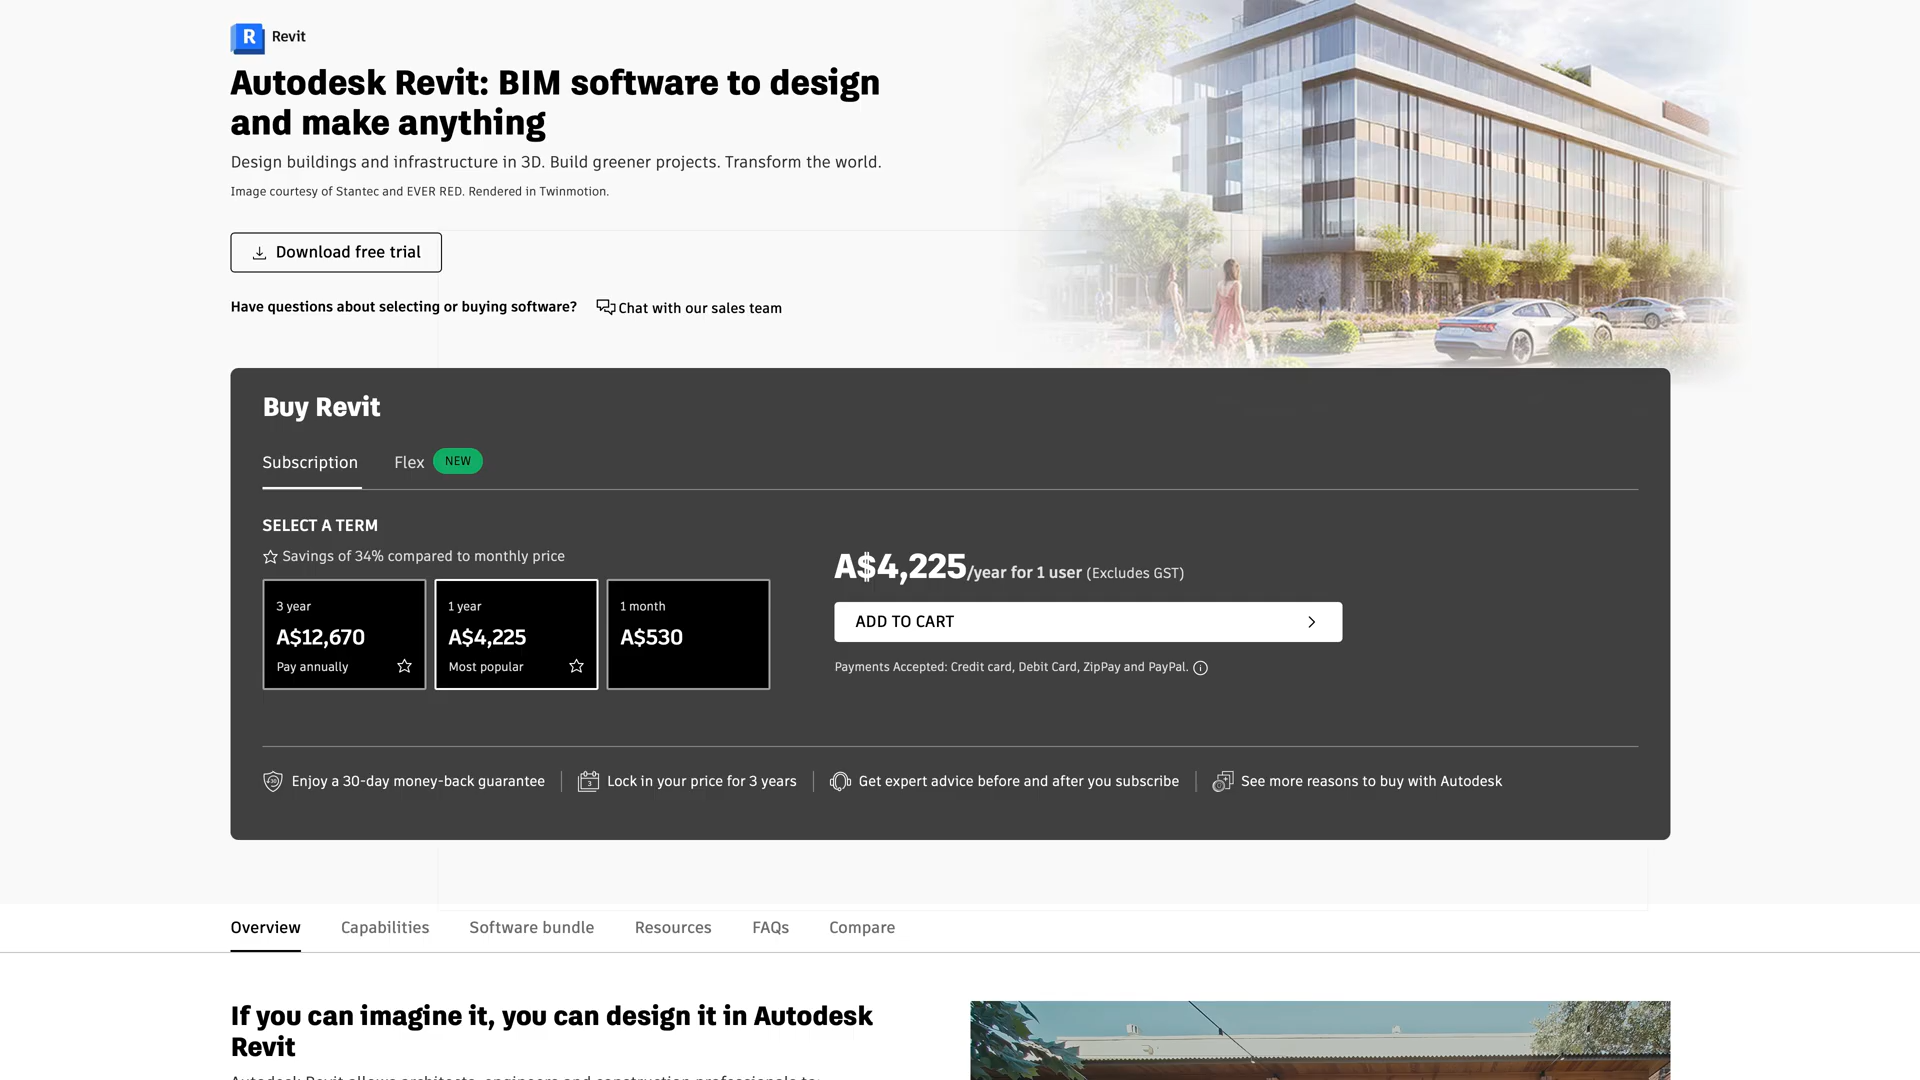 R Revit
Autodesk Revit: BIM software to design
and make anything
Design buildings and infrastructure in 3D. Build greener projects. Transform the world.
Image courtesy of Stantec and EVER RED. Rendered in Twinmotion.
Download free trial
Have questions about selecting or buying software? Chat with our sales team
Buy Revit
Subscription Flex NEW
SELECT A TERM
Savings of 34% compared to monthly price
3 year
A$12,670
Pay annually
1 year
A$4,225
Most popular
1 month
A$530
A$4,225/year for 1 user (Excludes GST)
ADD TO CART
Payments Accepted: Credit card, Debit Card, ZipPay and PayPal.
Enjoy a 30-day money-back guarantee
Lock in your price for 3 years
Get expert advice before and after you subscribe
See more reasons to buy with Autodesk
Overview Capabilities Software bundle Resources FAQs Compare
If you can imagine it, you can design it in Autodesk
Revit